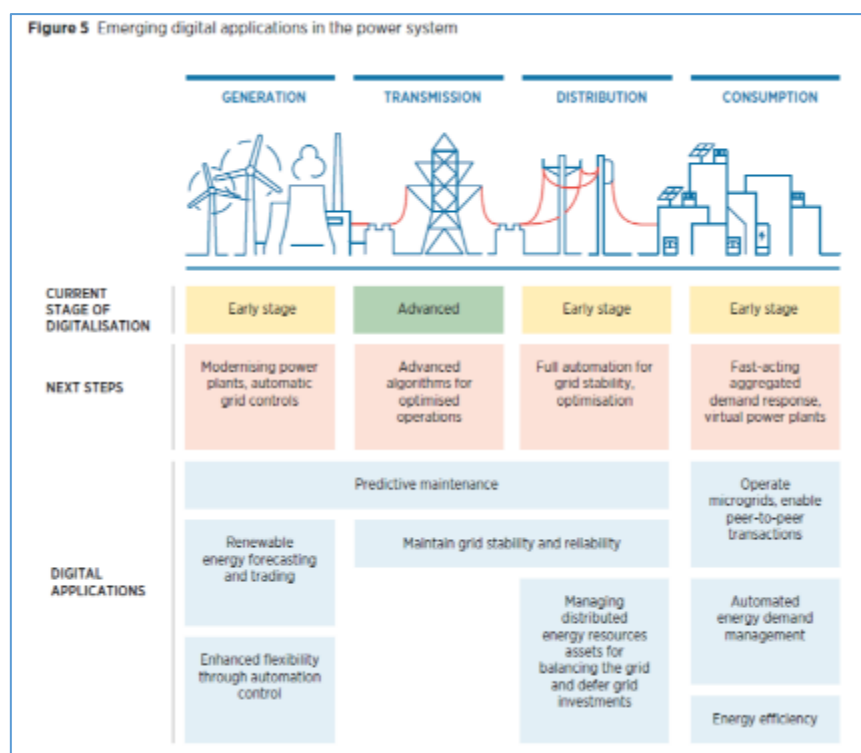 Figure 5 Emerging digital applications in the power system
GENERATION
TRANSMISSION
DISTRIBUTION
CONSUMPTION
CURRENT
STAGE OF
DIGITALISATION
Early stage
Advanced
Early stage
Early stage
NEXT STEPS
Modernising power
plants, automatic
grid controls
Advanced
algorithms for
optimised
operations
Full automation for
grid stability,
optimisation
Fast-acting
aggregated
demand response,
virtual power plants
DIGITAL
APPLICATIONS
Predictive maintenance
Operate
microgrids, enable
peer-to-peer
transactions
Renewable
energy forecasting
and trading
Maintain grid stability and reliability
Managing
distributed
energy resources
assets for
balancing the grid
and defer grid
investments
Automated
energy demand
management
Enhanced flexibility
through automation
control
Energy efficiency